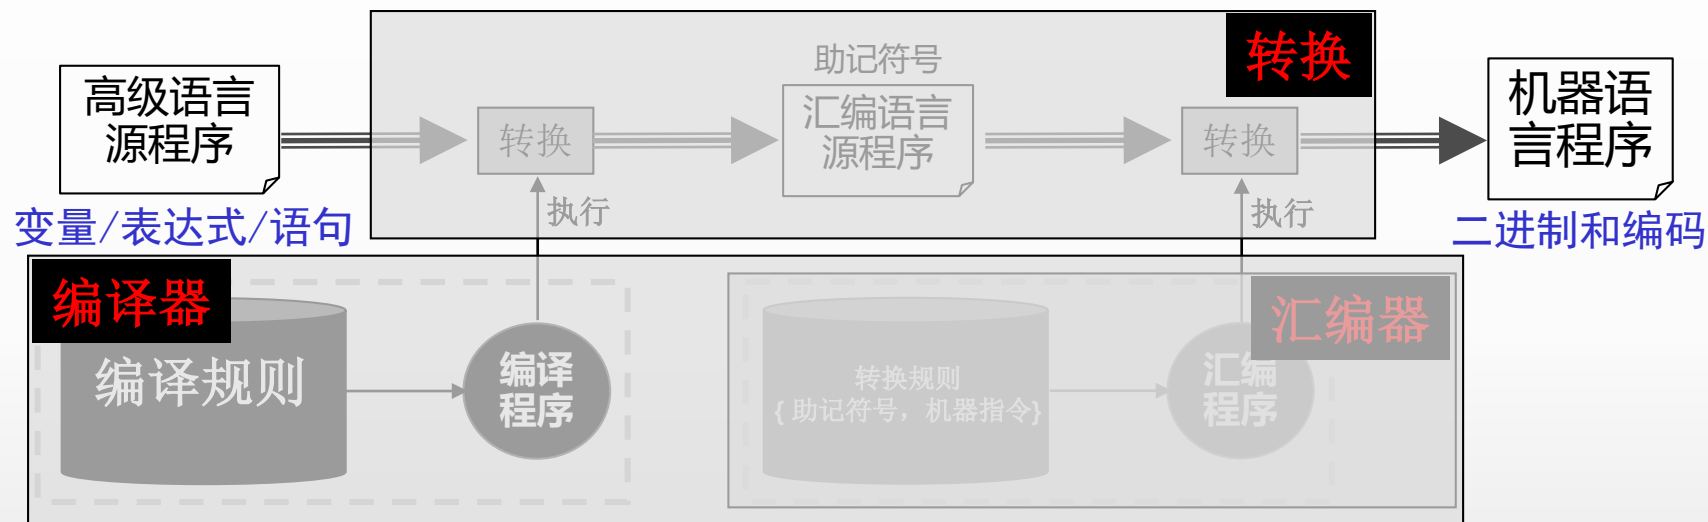 转换
助记符号
高级语言
源程序
转换
汇编语言
源程序
转换
机器语
言程序
执行
执行
变量/表达式/语句
二进制和编码
编译器
汇编器
编译规则
编译
程序
转换规则
{ 助记符号，机器指令}
汇编
程序